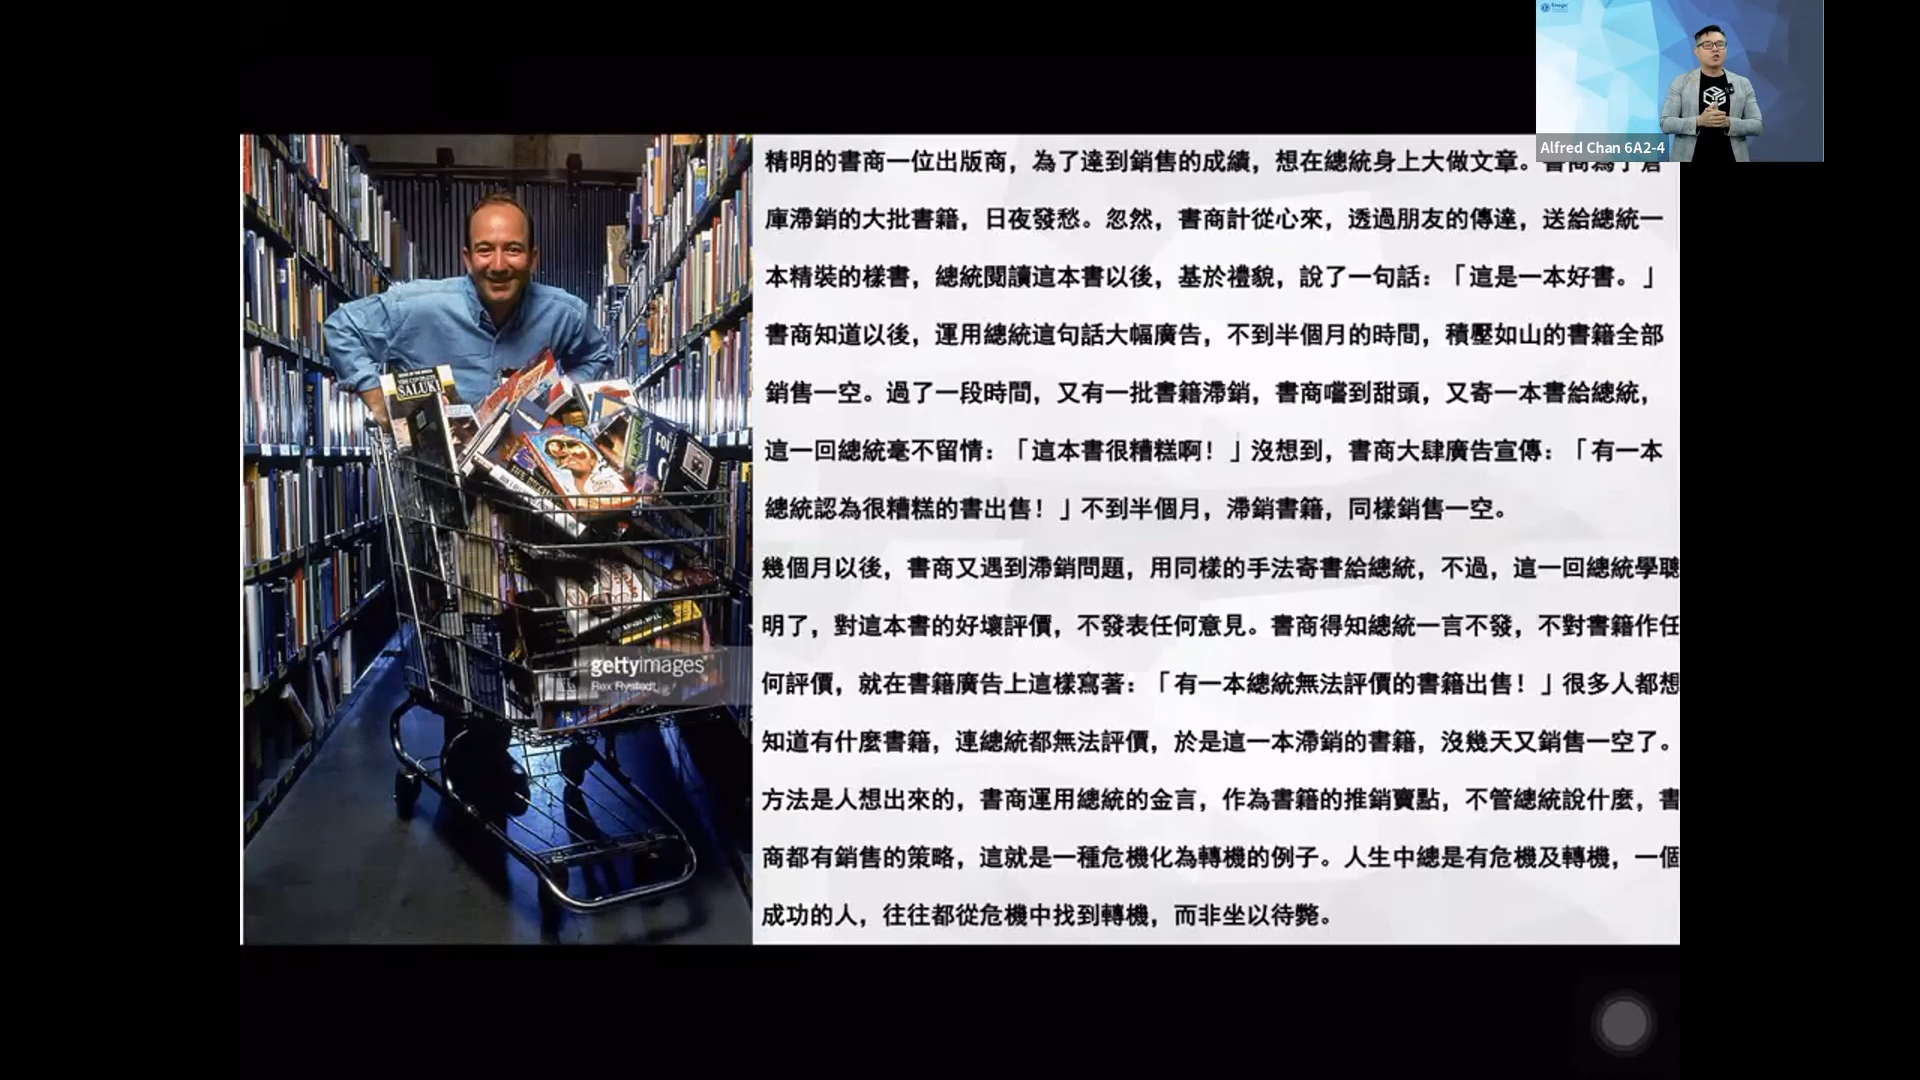 Enagic
Alfred Chan 6A2-4
精明的書商一位出版商，為了達到銷售的成績，想在總統身上大做文章。書商為了倉
庫滯銷的大批書籍，日夜發愁。忽然，書商計從心來，透過朋友的傳達，送給總統一
本精裝的樣書，總統閱讀這本書以後，基於禮貌，說了一句話：「這是一本好書。」
書商知道以後，運用總統這句話大幅廣告，不到半個月的時間，積壓如山的書籍全部
銷售一空。過了一段時間，又有一批書籍滯銷，書商嚐到甜頭，又寄一本書給總統，
這一回總統毫不留情：「這本書很糟糕啊！」沒想到，書商大肆廣告宣傳：「有一本
總統認為很糟糕的書出售！」不到半個月，滯銷書籍，同樣銷售一空。
幾個月以後，書商又遇到滯銷問題，用同樣的手法寄書給總統，不過，這一回總統學聰
明了，對這本書的好壞評價，不發表任何意見。書商得知總統一言不發，不對書籍作任
何評價，就在書籍廣告上這樣寫著：「有一本總統無法評價的書籍出售！」很多人都想
知道有什麼書籍，連總統都無法評價，於是這一本滯銷的書籍，沒幾天又銷售一空了。
方法是人想出來的，書商運用總統的金言，作為書籍的推銷賣點，不管總統說什麼，書
商都有銷售的策略，這就是一種危機化為轉機的例子。人生中總是有危機及轉機，一個
成功的人，往往都從危機中找到轉機，而非坐以待斃。
SALUKI
gettyimages
Rex Rystedt